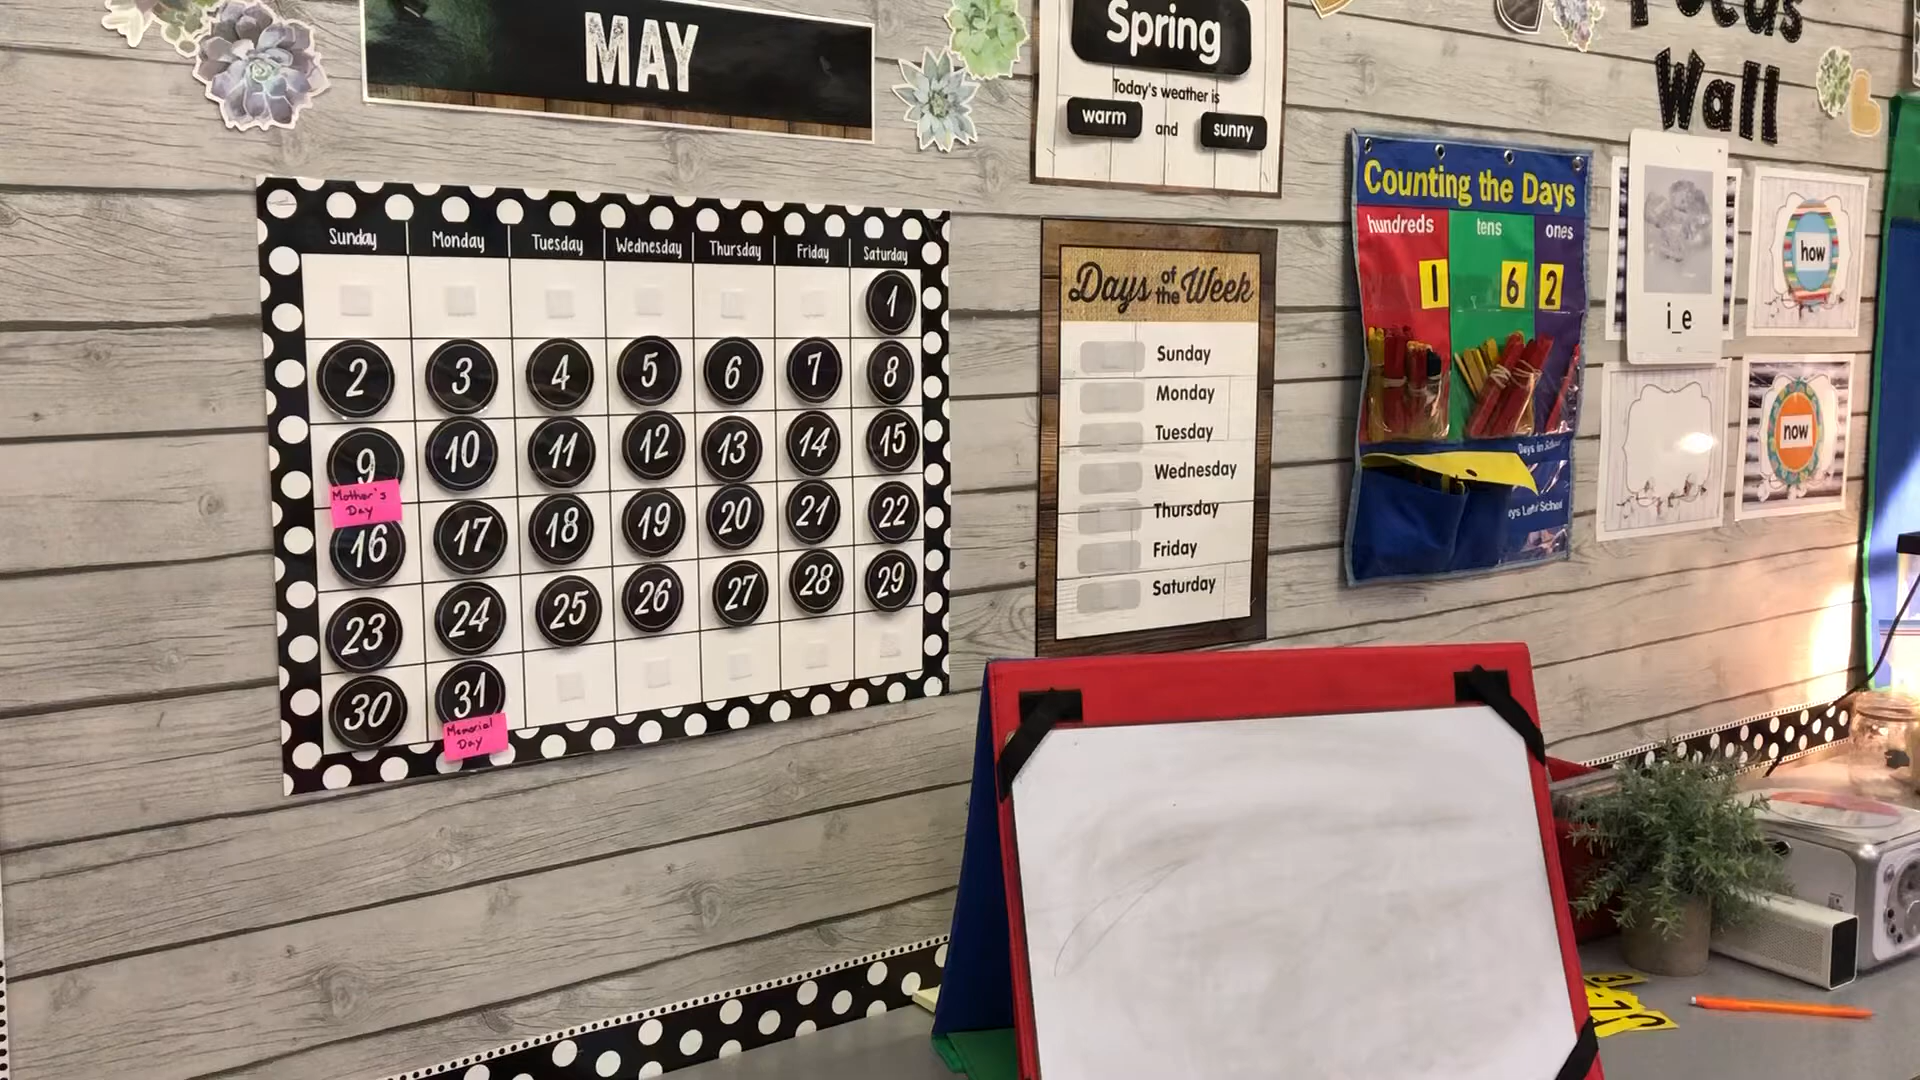 MAY
Spring
Today's weather is
warm and sunny
Focus
Wall
Sunday Monday Tuesday Wednesday Thursday Friday Saturday
1
2 3 4 5 6 7 8
9 10 11 12 13 14 15
Mother's
Day
16 17 18 19 20 21 22
23 24 25 26 27 28 29
30 31
Memorial
Day
Days of the Week
Sunday
Monday
Tuesday
Wednesday
Thursday
Friday
Saturday
Counting the Days
hundreds tens ones
1 6 2
Days in School
i_e
how
now